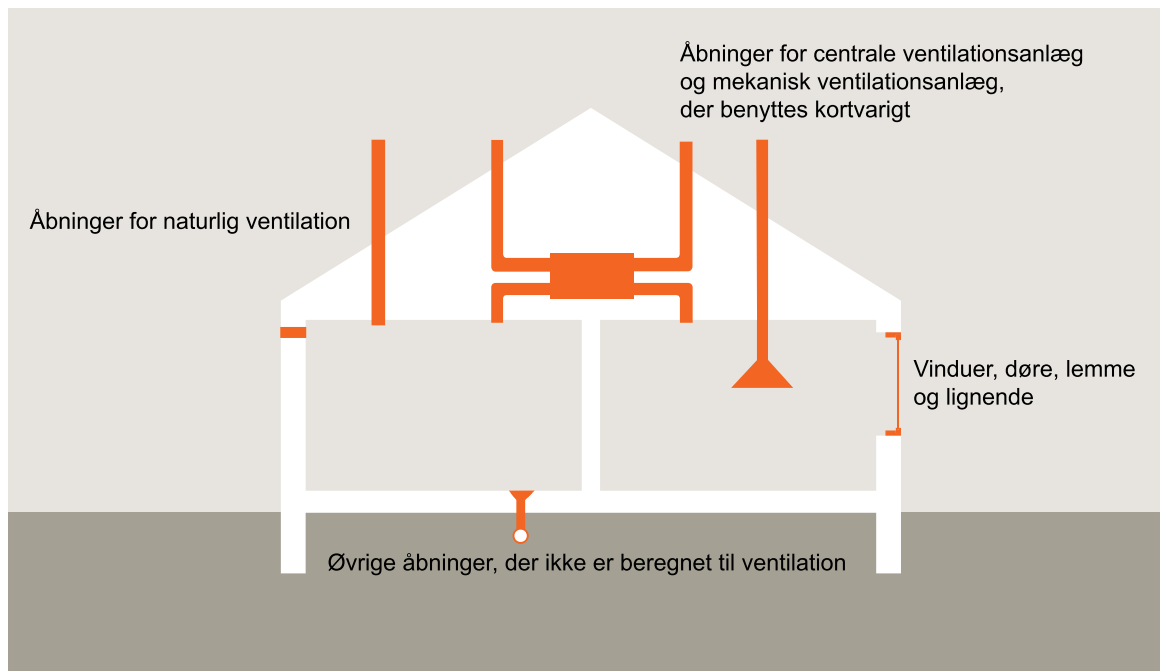 Åbninger for centrale ventilationsanlæg
og mekanisk ventilationsanlæg,
der benyttes kortvarigt
Åbninger for naturlig ventilation
Vinduer, døre, lemme
og lignende
Øvrige åbninger, der ikke er beregnet til ventilation